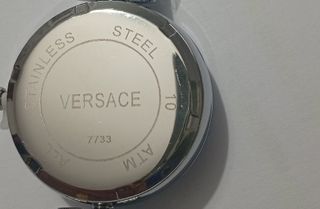 ALL STAINLESS STEEL 10 ATM
VERSACE
7733